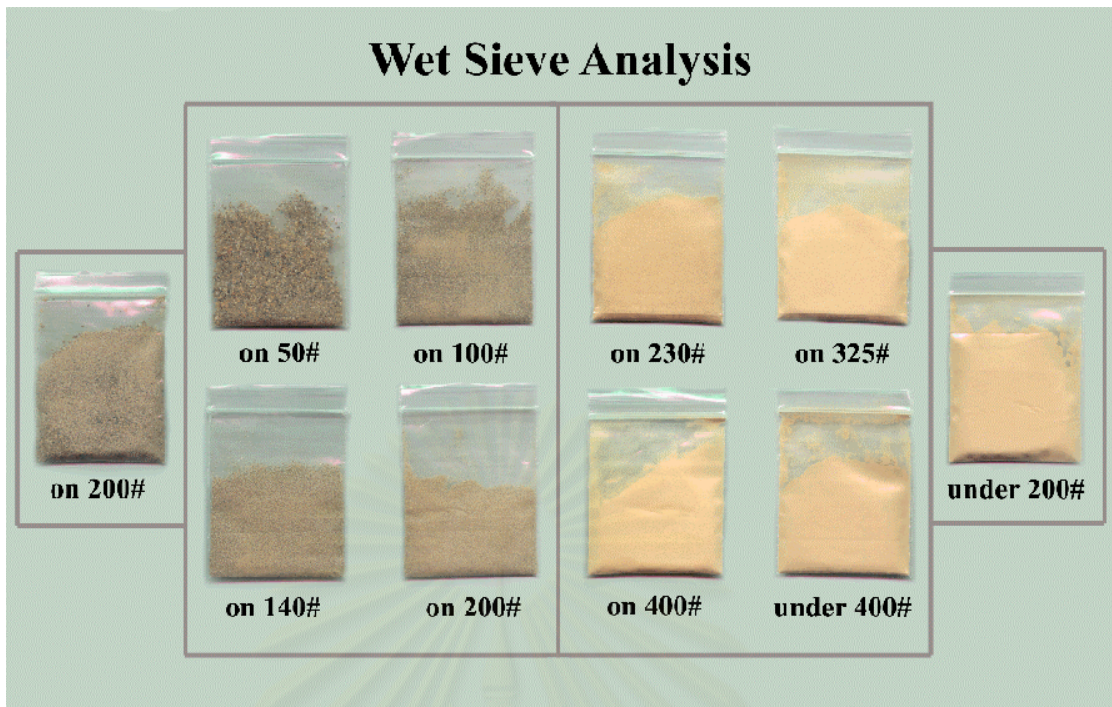 Wet Sieve Analysis
on 50#
on 100#
on 230#
on 325#
on 200#
under 200#
on 140#
on 200#
on 400#
under 400#